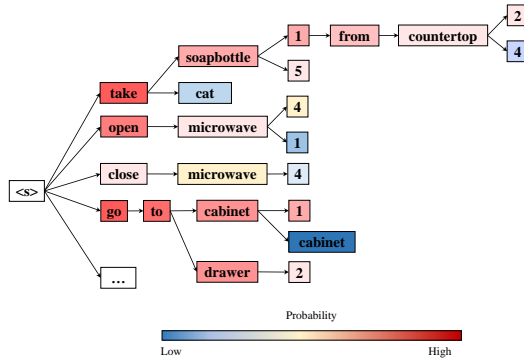 2
1 from countertop
soapbottle
4
5
take cat
4
open microwave
1
close microwave 4
<s>
go to cabinet 1
cabinet
... drawer 2
Probability
Low High